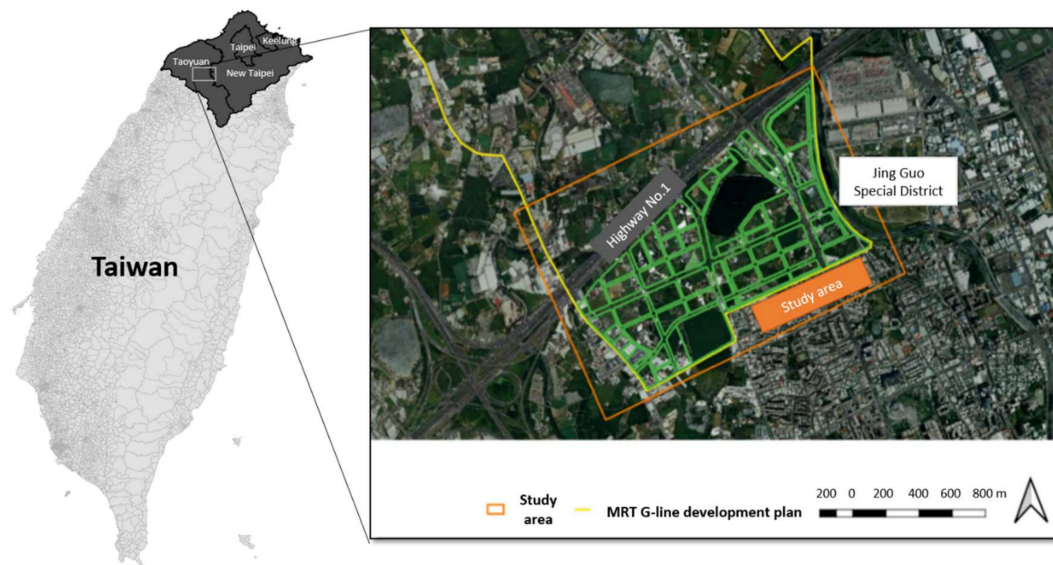 Keelung
Taipei
Taoyuan
New Taipei
Taiwan
Highway No.1
Jing Guo
Special District
Study area
Study
area
MRT G-line development plan
200 0 200 400 600 800 m